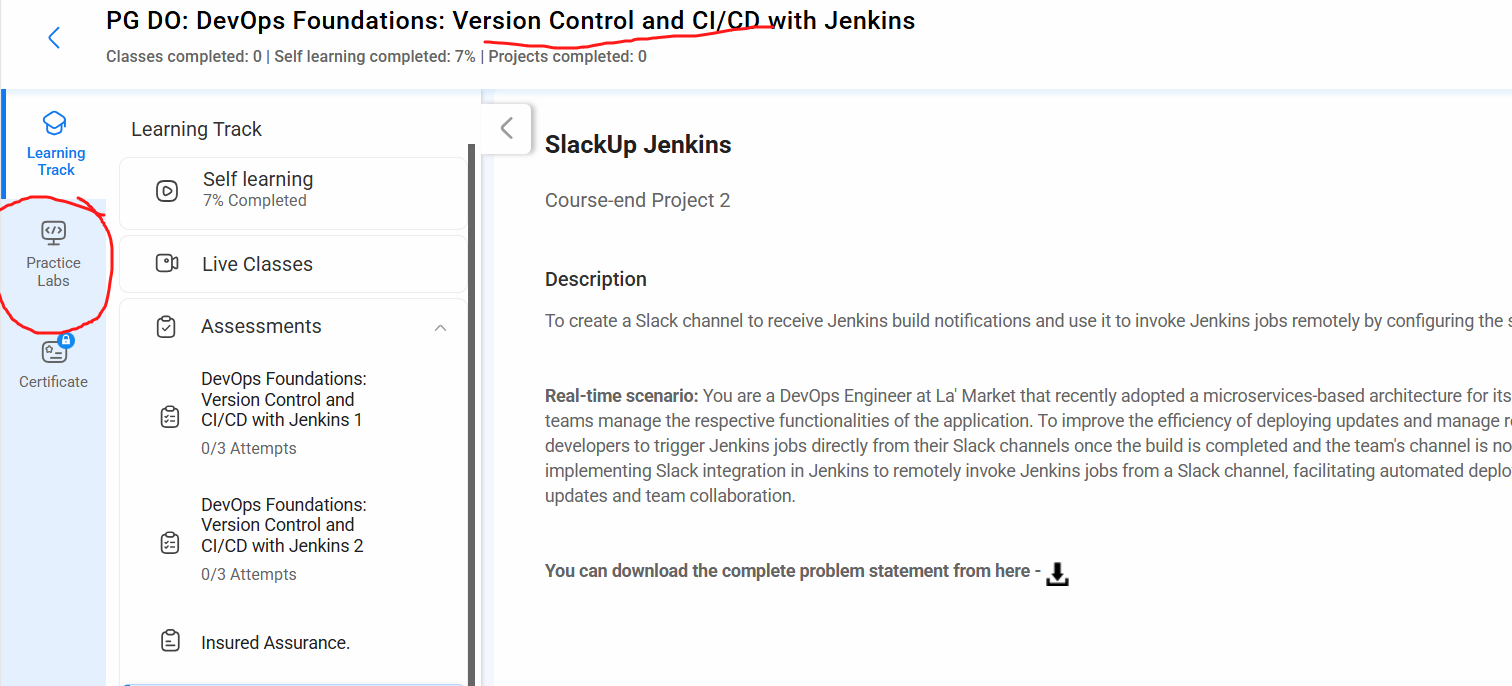 PG DO: DevOps Foundations: Version Control and CI/CD with Jenkins
Classes completed: 0 | Self learning completed: 7% | Projects completed: 0
Learning
Track
Practice
Labs
Certificate
Learning Track
Self learning
7% Completed
Live Classes
Assessments
DevOps Foundations:
Version Control and
CI/CD with Jenkins 1
0/3 Attempts
DevOps Foundations:
Version Control and
CI/CD with Jenkins 2
0/3 Attempts
Insured Assurance.
SlackUp Jenkins
Course-end Project 2
Description
To create a Slack channel to receive Jenkins build notifications and use it to invoke Jenkins jobs remotely by configuring the
Real-time scenario: You are a DevOps Engineer at La' Market that recently adopted a microservices-based architecture for its
teams manage the respective functionalities of the application. To improve the efficiency of deploying updates and manage
developers to trigger Jenkins jobs directly from their Slack channels once the build is completed and the team's channel is
implementing Slack integration in Jenkins to remotely invoke Jenkins jobs from a Slack channel, facilitating automated
updates and team collaboration.
You can download the complete problem statement from here -